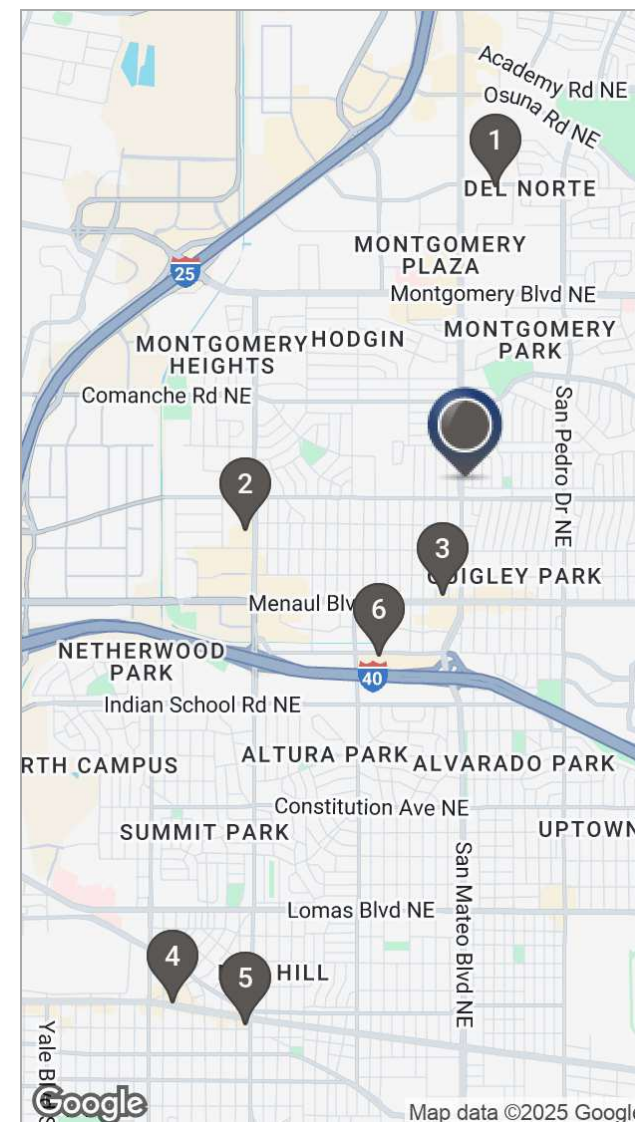 Academy Rd NE
Osuna Rd NE
1
DEL NORTE
MONTGOMERY
PLAZA
25
Montgomery Blvd NE
MONTGOMERY
HEIGHTS
HODGIN
MONTGOMERY
PARK
Comanche Rd NE
San Pedro Dr NE
2
3
UIGLEY PARK
Menaul Blv
6
NETHERWOOD
PARK
40
Indian School Rd NE
RTH CAMPUS
ALTURA PARK
ALVARADO PARK
Constitution Ave NE
SUMMIT PARK
UPTOWN
San Mateo Blvd NE
Lomas Blvd NE
4
5
HILL
Yale
Google
Map data ©2025 Google